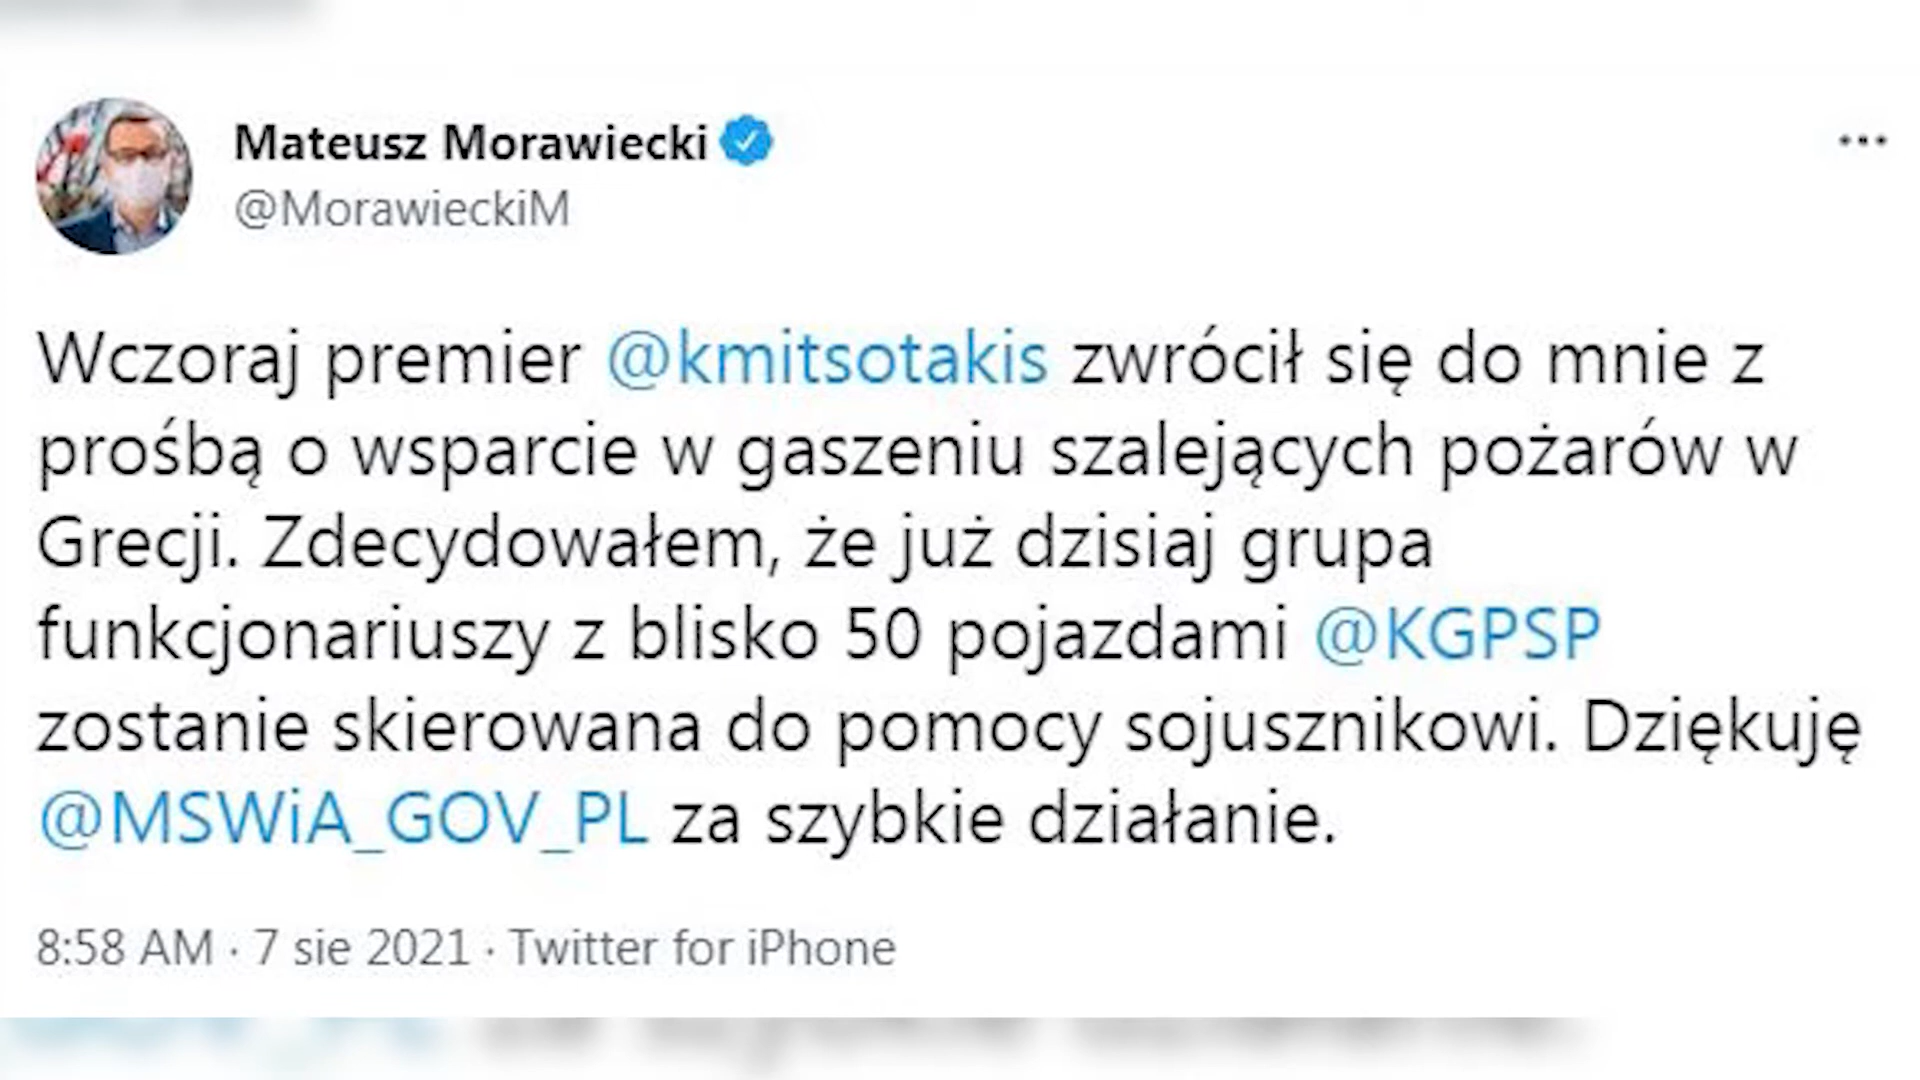 Mateusz Morawiecki
@MorawieckiM
Wczoraj premier @kmitsotakis zwrócił się do mnie z
prośbą o wsparcie w gaszeniu szalejących pożarów w
Grecji. Zdecydowałem, że już dzisiaj grupa
funkcjonariuszy z blisko 50 pojazdami @KGPSP
zostanie skierowana do pomocy sojusznikowi. Dziękuję
@MSWiA_GOV_PL za szybkie działanie.
8:58 AM · 7 sie 2021 · Twitter for iPhone